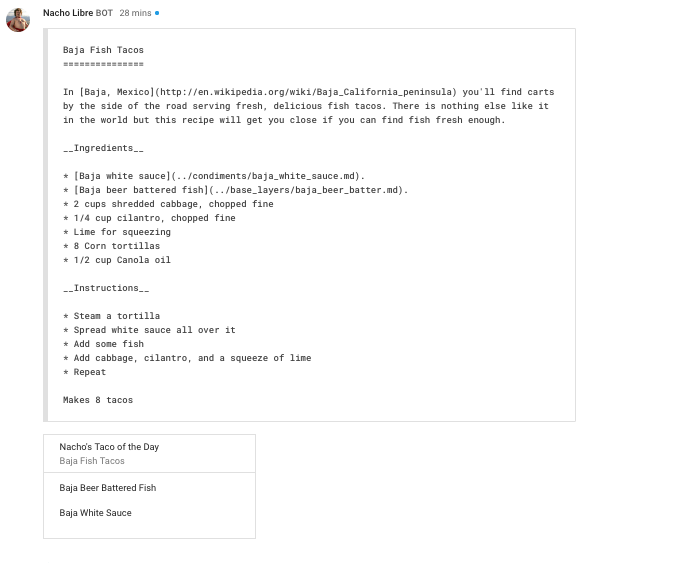 Nacho Libre BOT 28 mins
Baja Fish Tacos
===============
In [Baja, Mexico](http://en.wikipedia.org/wiki/Baja_California_peninsula) you'll find carts
by the side of the road serving fresh, delicious fish tacos. There is nothing else like it
in the world but this recipe will get you close if you can find fish fresh enough.
__Ingredients__
* [Baja white sauce](../condiments/baja_white_sauce.md).
* [Baja beer battered fish](../base_layers/baja_beer_batter.md).
* 2 cups shredded cabbage, chopped fine
* 1/4 cup cilantro, chopped fine
* Lime for squeezing
* 8 Corn tortillas
* 1/2 cup Canola oil
__Instructions__
* Steam a tortilla
* Spread white sauce all over it
* Add some fish
* Add cabbage, cilantro, and a squeeze of lime
* Repeat
Makes 8 tacos
Nacho's Taco of the Day
Baja Fish Tacos
Baja Beer Battered Fish
Baja White Sauce